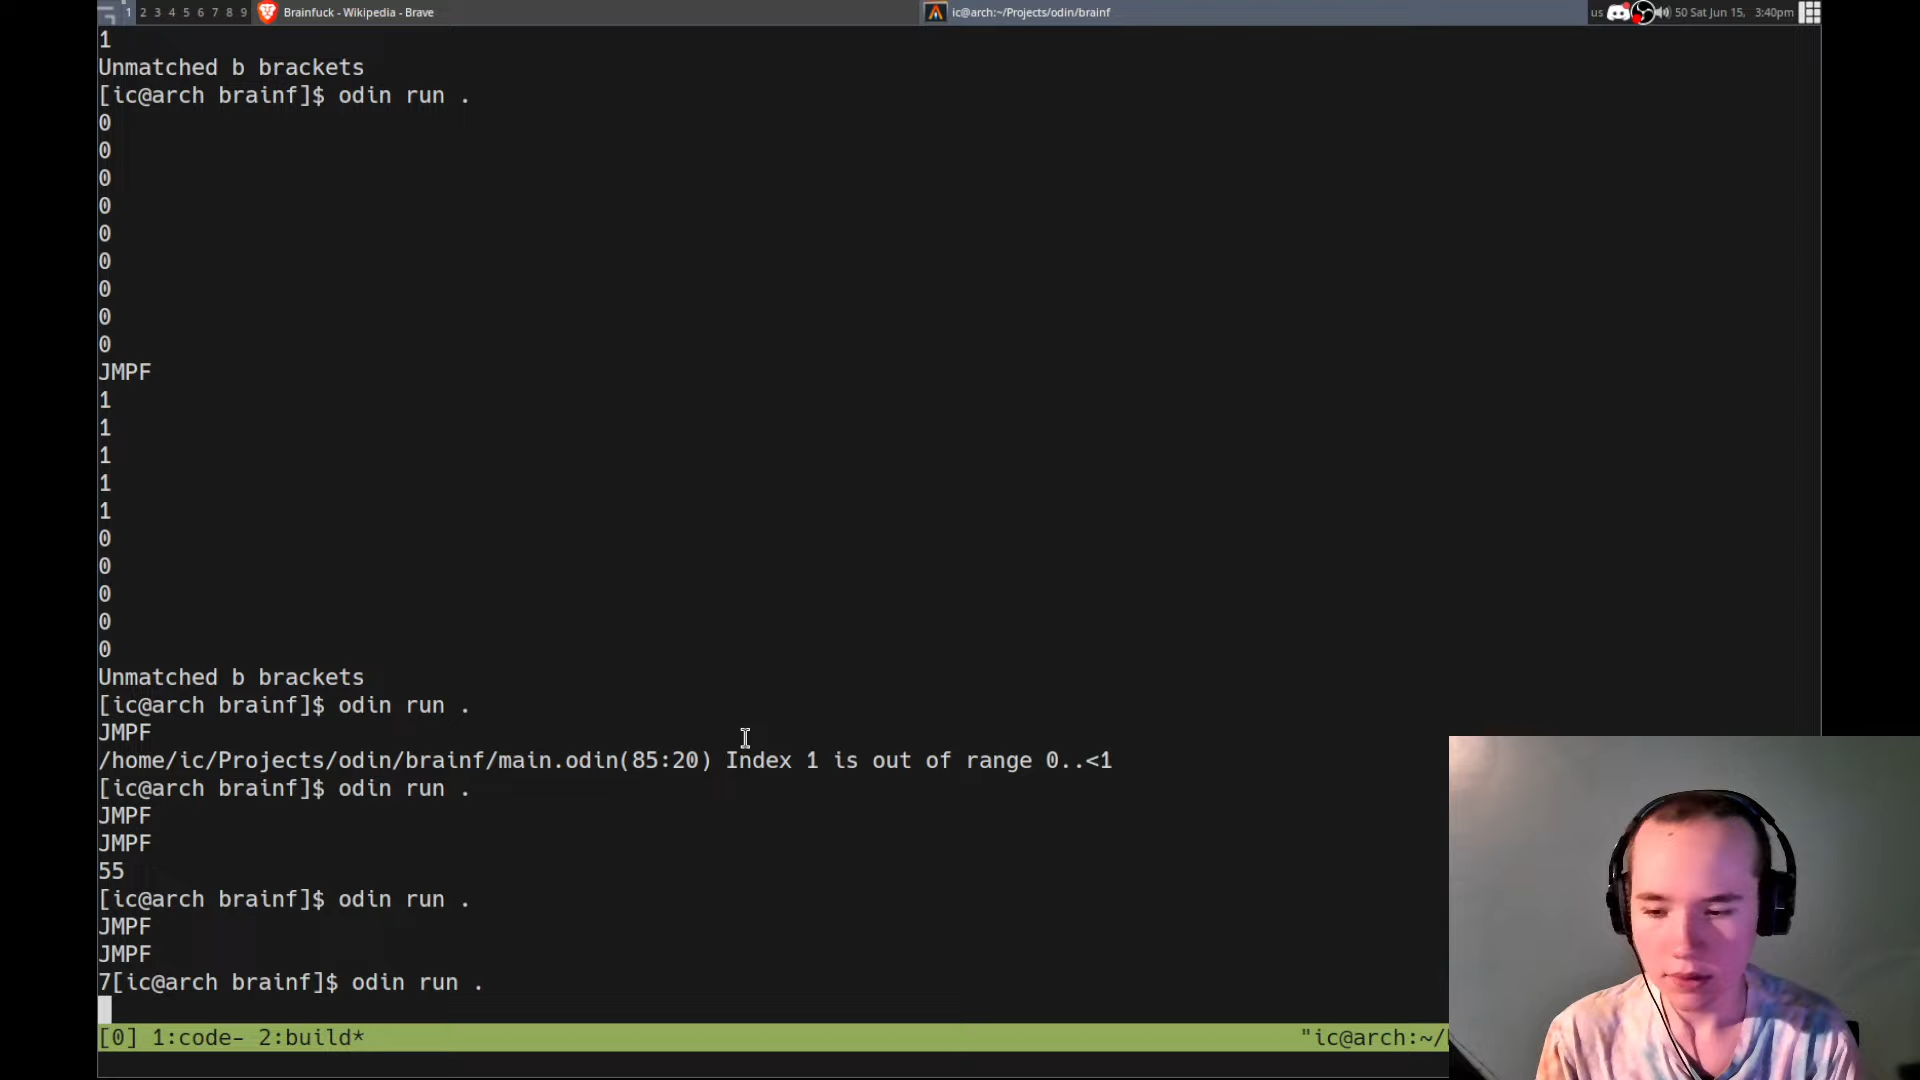 1 2 3 4 5 6 7 8 9 Brainfuck - Wikipedia - Brave ic@arch:~/Projects/odin/brainf us 50 Sat Jun 15, 3:40pm
1
Unmatched b brackets
[ic@arch brainf]$ odin run .
0
0
0
0
0
0
0
0
0
JMPF
1
1
1
1
1
0
0
0
0
0
Unmatched b brackets
[ic@arch brainf]$ odin run .
JMPF
/home/ic/Projects/odin/brainf/main.odin(85:20) Index 1 is out of range 0..<1
[ic@arch brainf]$ odin run .
JMPF
JMPF
55
[ic@arch brainf]$ odin run .
JMPF
JMPF
7[ic@arch brainf]$ odin run .
[0] 1:code- 2:build* "ic@arch:~/